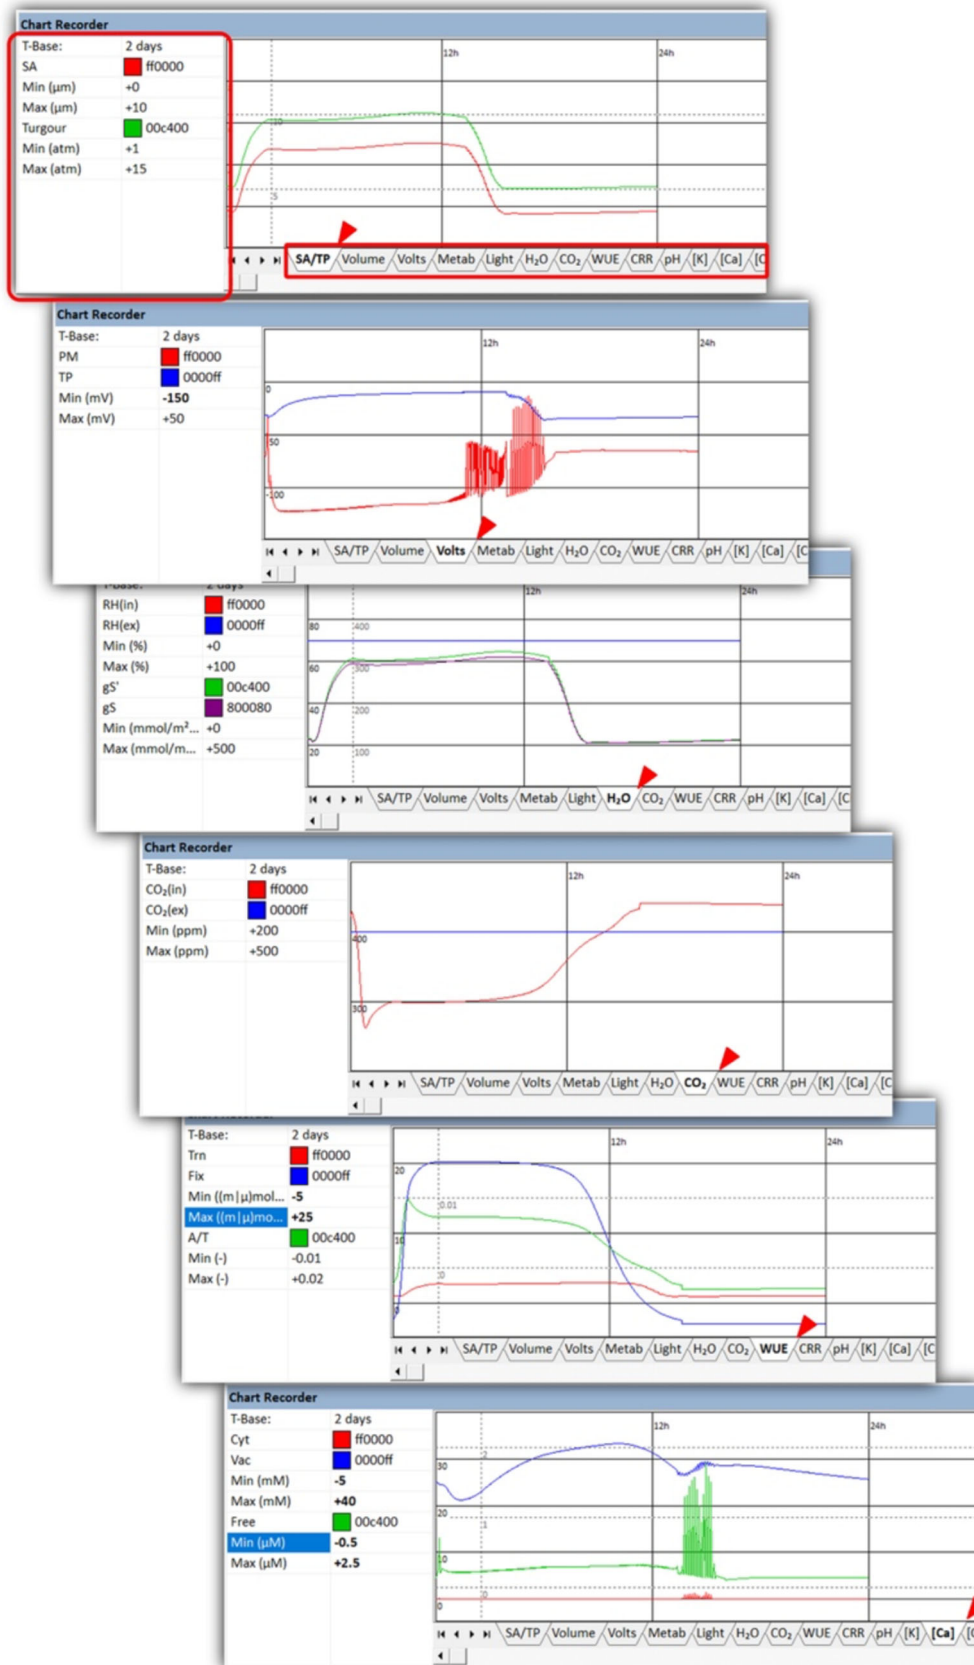 Chart Recorder
T-Base: 2 days
SA ff0000
Min (µm) +0
Max (µm) +10
Turgour 00c400
Min (atm) +1
Max (atm) +15
12h 24h
5
SA/TP Volume Volts Metab Light H₂O CO₂ WUE CRR pH [K] [Ca] [C
Chart Recorder
T-Base: 2 days
PM ff0000
TP 0000ff
Min (mV) -150
Max (mV) +50
12h 24h
0
-50
-100
SA/TP Volume Volts Metab Light H₂O CO₂ WUE CRR pH [K] [Ca] [C
T-Base: 2 days
RH(in) ff0000
RH(ex) 0000ff
Min (%) +0
Max (%) +100
gS' 00c400
gS 800080
Min (mmol/m²... +0
Max (mmol/m... +500
12h 24h
80 400
60 300
40 200
20 100
SA/TP Volume Volts Metab Light H₂O CO₂ WUE CRR pH [K] [Ca] [C
Chart Recorder
T-Base: 2 days
CO₂(in) ff0000
CO₂(ex) 0000ff
Min (ppm) +200
Max (ppm) +500
12h 24h
400
300
SA/TP Volume Volts Metab Light H₂O CO₂ WUE CRR pH [K] [Ca] [C
Chart Recorder
T-Base: 2 days
Trn ff0000
Fix 0000ff
Min ((m|µ)mol... -5
Max ((m|µ)mo... +25
A/T 00c400
Min (-) -0.01
Max (-) +0.02
12h 24h
20
0.01
10
0
0
SA/TP Volume Volts Metab Light H₂O CO₂ WUE CRR pH [K] [Ca] [C
Chart Recorder
T-Base: 2 days
Cyt ff0000
Vac 0000ff
Min (mM) -5
Max (mM) +40
Free 00c400
Min (µM) -0.5
Max (µM) +2.5
12h 24h
2
30
20
1
10
0
0
SA/TP Volume Volts Metab Light H₂O CO₂ WUE CRR pH [K] [Ca] [C